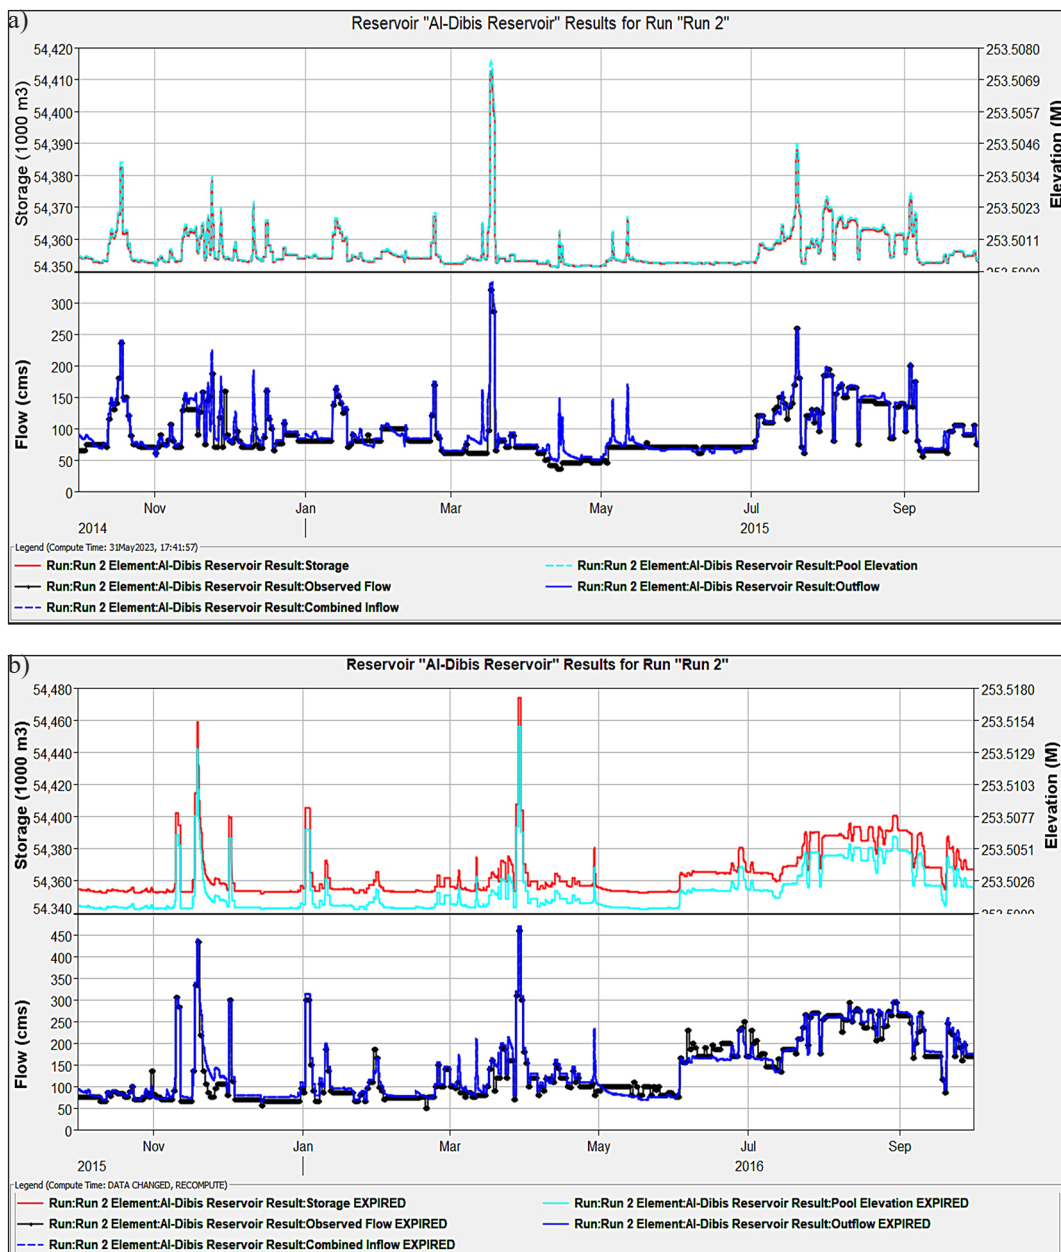 a)
Reservoir "Al-Dibis Reservoir" Results for Run "Run 2"
Storage (1000 m3)
54,420
54,410
54,400
54,390
54,380
54,370
54,360
54,350
Elevation (M)
253.5080
253.5069
253.5057
253.5046
253.5034
253.5023
253.5011
253.5000
Flow (cms)
300
250
200
150
100
50
0
Nov Jan Mar May Jul Sep
2014 2015
Legend (Compute Time: 31May2023, 17:41:57)
Run:Run 2 Element:Al-Dibis Reservoir Result:Storage
Run:Run 2 Element:Al-Dibis Reservoir Result:Pool Elevation
Run:Run 2 Element:Al-Dibis Reservoir Result:Observed Flow
Run:Run 2 Element:Al-Dibis Reservoir Result:Outflow
Run:Run 2 Element:Al-Dibis Reservoir Result:Combined Inflow
b)
Reservoir "Al-Dibis Reservoir" Results for Run "Run 2"
Storage (1000 m3)
54,480
54,460
54,440
54,420
54,400
54,380
54,360
54,340
Elevation (M)
253.5180
253.5154
253.5129
253.5103
253.5077
253.5051
253.5026
253.5000
Flow (cms)
450
400
350
300
250
200
150
100
50
0
Nov Jan Mar May Jul Sep
2015 2016
Legend (Compute Time: DATA CHANGED, RECOMPUTE)
Run:Run 2 Element:Al-Dibis Reservoir Result:Storage EXPIRED
Run:Run 2 Element:Al-Dibis Reservoir Result:Pool Elevation EXPIRED
Run:Run 2 Element:Al-Dibis Reservoir Result:Observed Flow EXPIRED
Run:Run 2 Element:Al-Dibis Reservoir Result:Outflow EXPIRED
Run:Run 2 Element:Al-Dibis Reservoir Result:Combined Inflow EXPIRED